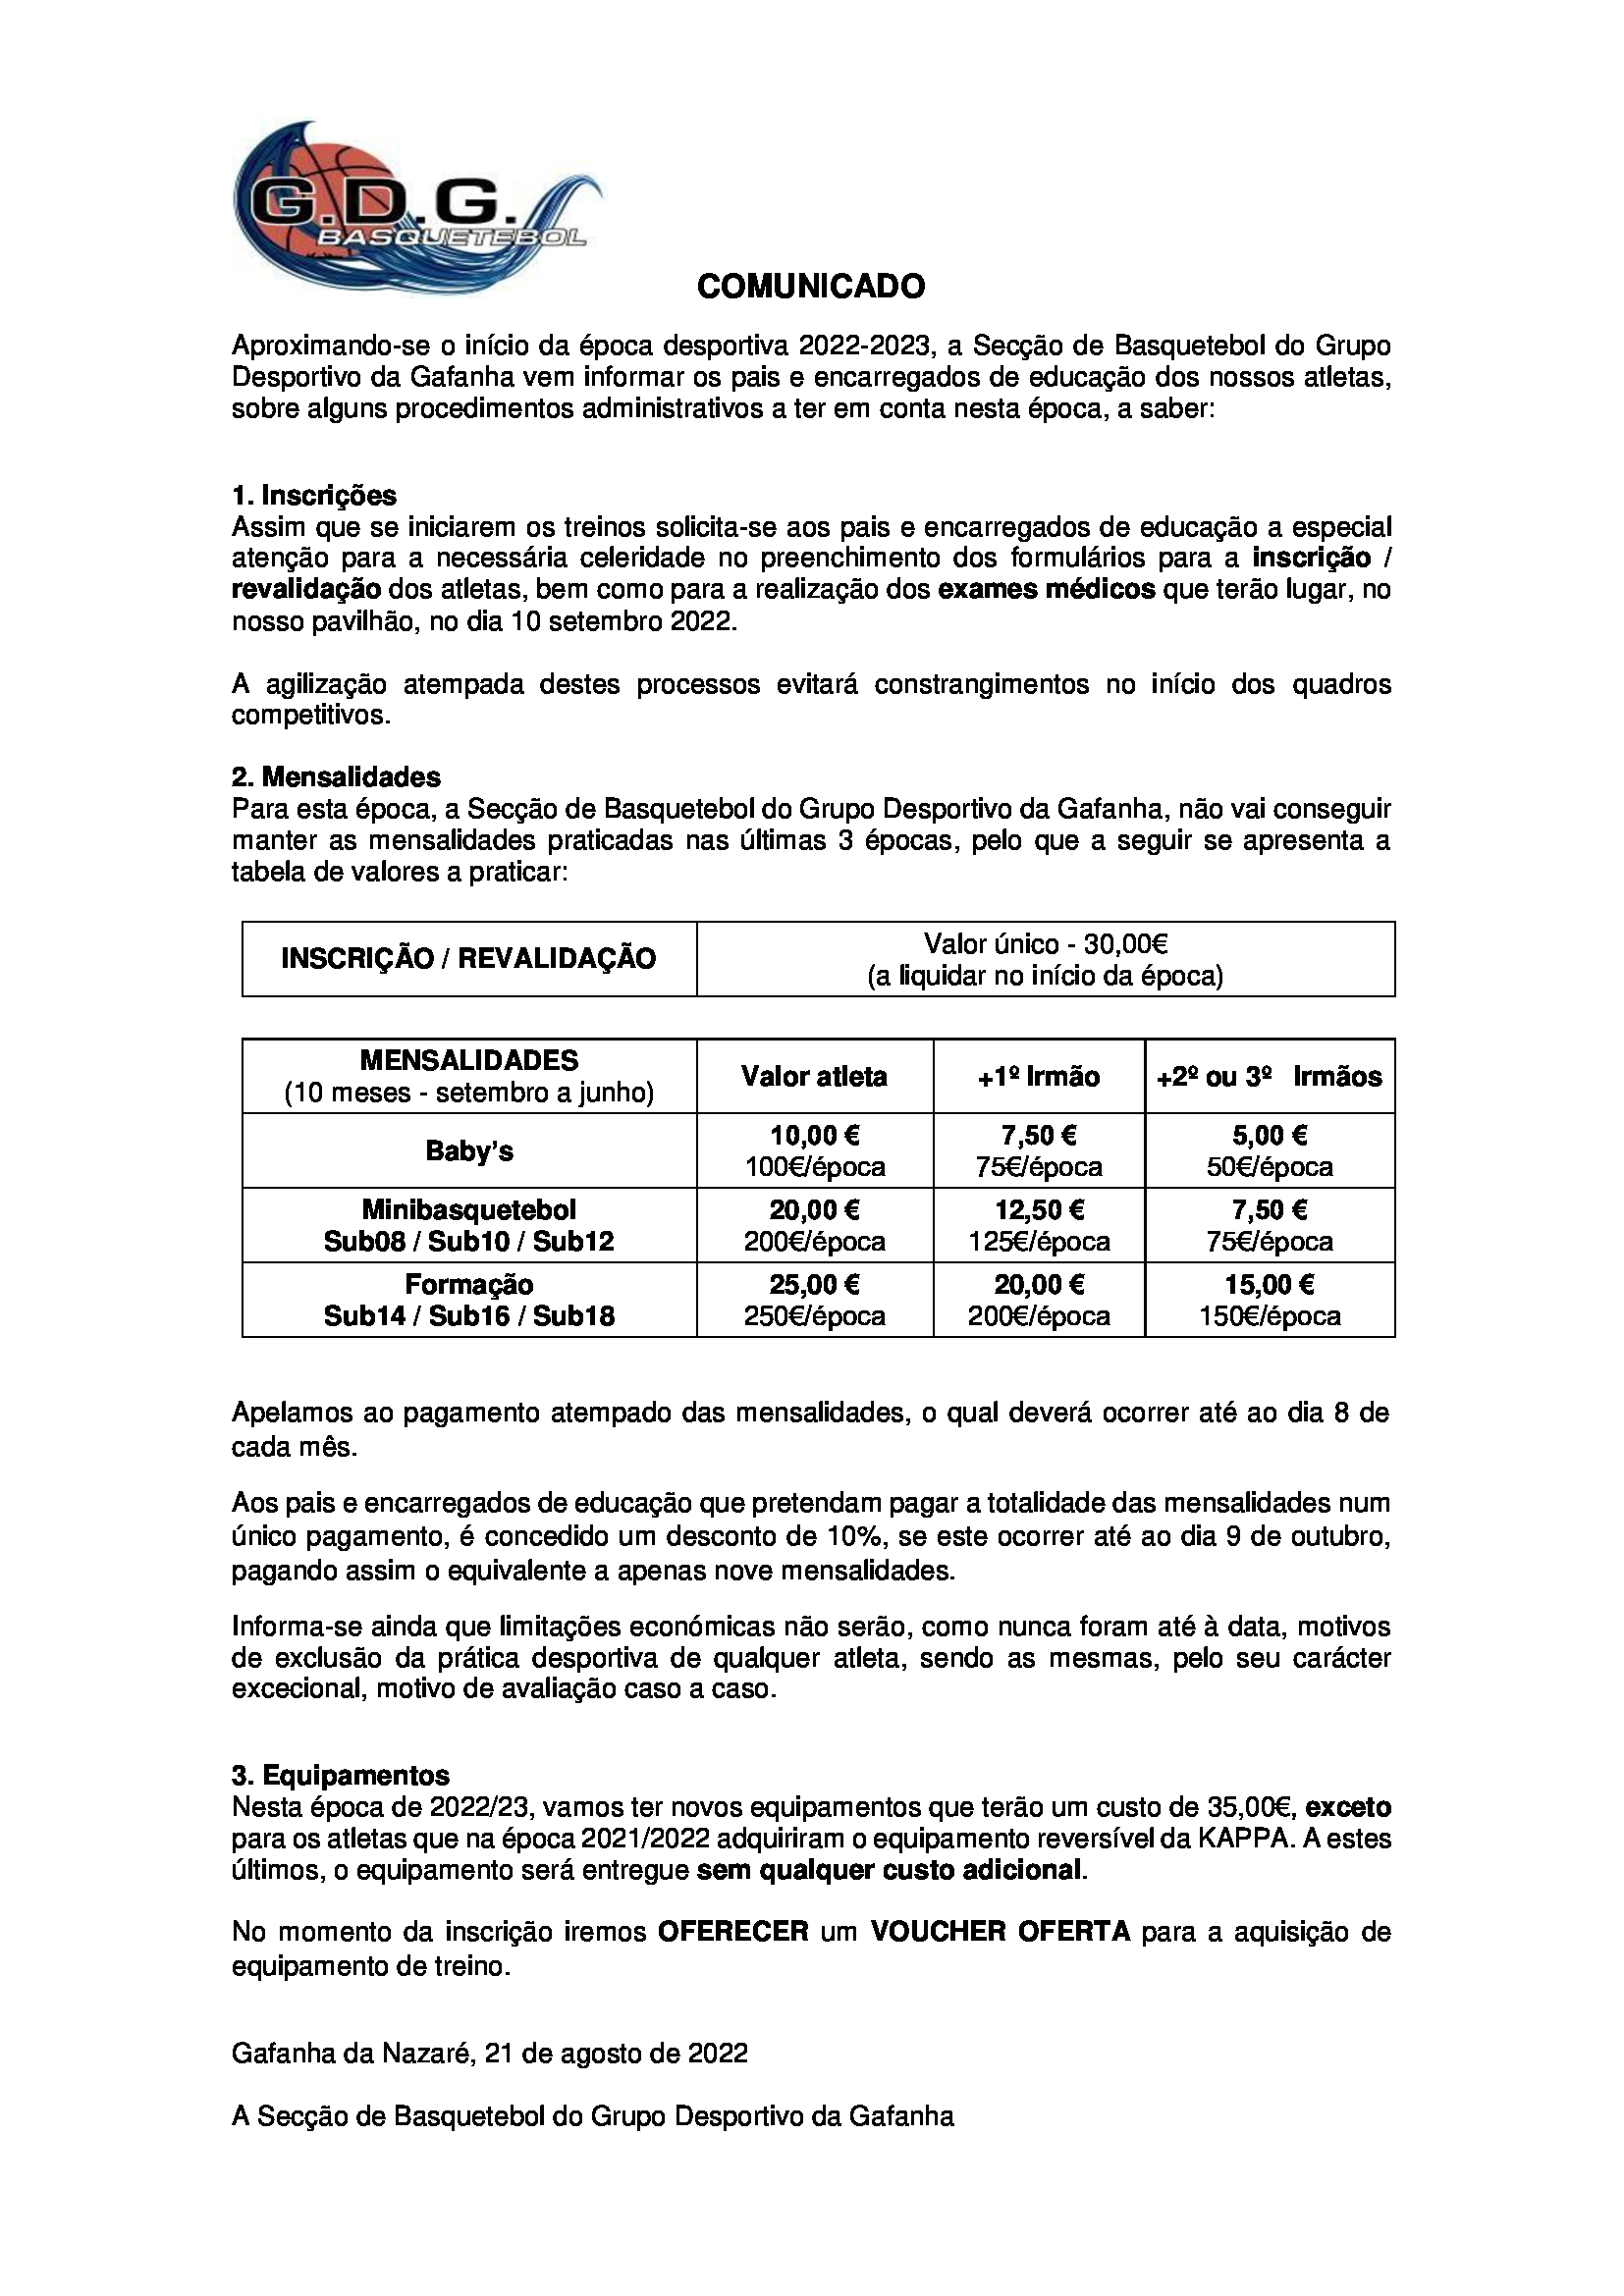 G.D.G.
BASQUETEBOL
COMUNICADO
Aproximando-se o início da época desportiva 2022-2023, a Secção de Basquetebol do Grupo
Desportivo da Gafanha vem informar os pais e encarregados de educação dos nossos atletas,
sobre alguns procedimentos administrativos a ter em conta nesta época, a saber:
1. Inscrições
Assim que se iniciarem os treinos solicita-se aos pais e encarregados de educação a especial
atenção para a necessária celeridade no preenchimento dos formulários para a inscrição /
revalidação dos atletas, bem como para a realização dos exames médicos que terão lugar, no
nosso pavilhão, no dia 10 setembro 2022.
A agilização atempada destes processos evitará constrangimentos no início dos quadros
competitivos.
2. Mensalidades
Para esta época, a Secção de Basquetebol do Grupo Desportivo da Gafanha, não vai conseguir
manter as mensalidades praticadas nas últimas 3 épocas, pelo que a seguir se apresenta a
tabela de valores a praticar:
INSCRIÇÃO / REVALIDAÇÃO
Valor único - 30,00€
(a liquidar no início da época)
MENSALIDADES
(10 meses - setembro a junho)
Valor atleta
+1º Irmão
+2º ou 3º Irmãos
Baby’s
10,00 €
100€/época
7,50 €
75€/época
5,00 €
50€/época
Minibasquetebol
Sub08 / Sub10 / Sub12
20,00 €
200€/época
12,50 €
125€/época
7,50 €
75€/época
Formação
Sub14 / Sub16 / Sub18
25,00 €
250€/época
20,00 €
200€/época
15,00 €
150€/época
Apelamos ao pagamento atempado das mensalidades, o qual deverá ocorrer até ao dia 8 de
cada mês.
Aos pais e encarregados de educação que pretendam pagar a totalidade das mensalidades num
único pagamento, é concedido um desconto de 10%, se este ocorrer até ao dia 9 de outubro,
pagando assim o equivalente a apenas nove mensalidades.
Informa-se ainda que limitações económicas não serão, como nunca foram até à data, motivos
de exclusão da prática desportiva de qualquer atleta, sendo as mesmas, pelo seu carácter
excecional, motivo de avaliação caso a caso.
3. Equipamentos
Nesta época de 2022/23, vamos ter novos equipamentos que terão um custo de 35,00€, exceto
para os atletas que na época 2021/2022 adquiriram o equipamento reversível da KAPPA. A estes
últimos, o equipamento será entregue sem qualquer custo adicional.
No momento da inscrição iremos OFERECER um VOUCHER OFERTA para a aquisição de
equipamento de treino.
Gafanha da Nazaré, 21 de agosto de 2022
A Secção de Basquetebol do Grupo Desportivo da Gafanha